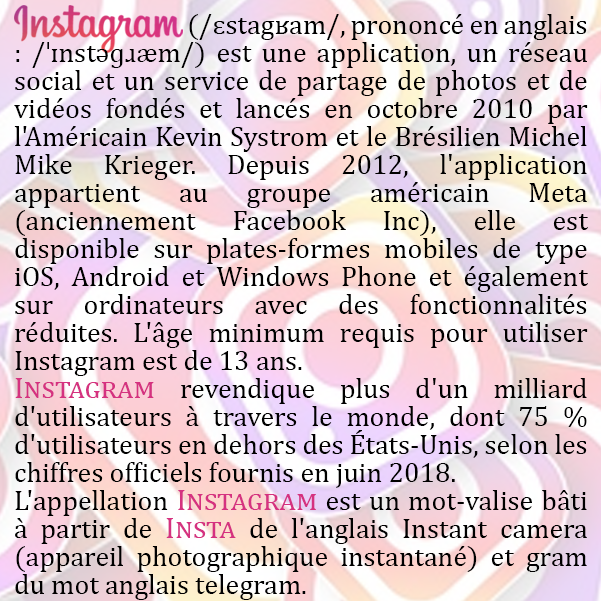 Instagram (/ɛstagʁam/, prononcé en anglais
: /ˈɪnstəɡɹæm/) est une application, un réseau
social et un service de partage de photos et de
vidéos fondés et lancés en octobre 2010 par
l'Américain Kevin Systrom et le Brésilien Michel
Mike Krieger. Depuis 2012, l'application
appartient au groupe américain Meta
(anciennement Facebook Inc), elle est
disponible sur plates-formes mobiles de type
iOS, Android et Windows Phone et également
sur ordinateurs avec des fonctionnalités
réduites. L'âge minimum requis pour utiliser
Instagram est de 13 ans.
INSTAGRAM revendique plus d'un milliard
d'utilisateurs à travers le monde, dont 75 %
d'utilisateurs en dehors des États-Unis, selon les
chiffres officiels fournis en juin 2018.
L'appellation INSTAGRAM est un mot-valise bâti
à partir de INSTA de l'anglais Instant camera
(appareil photographique instantané) et gram
du mot anglais telegram.